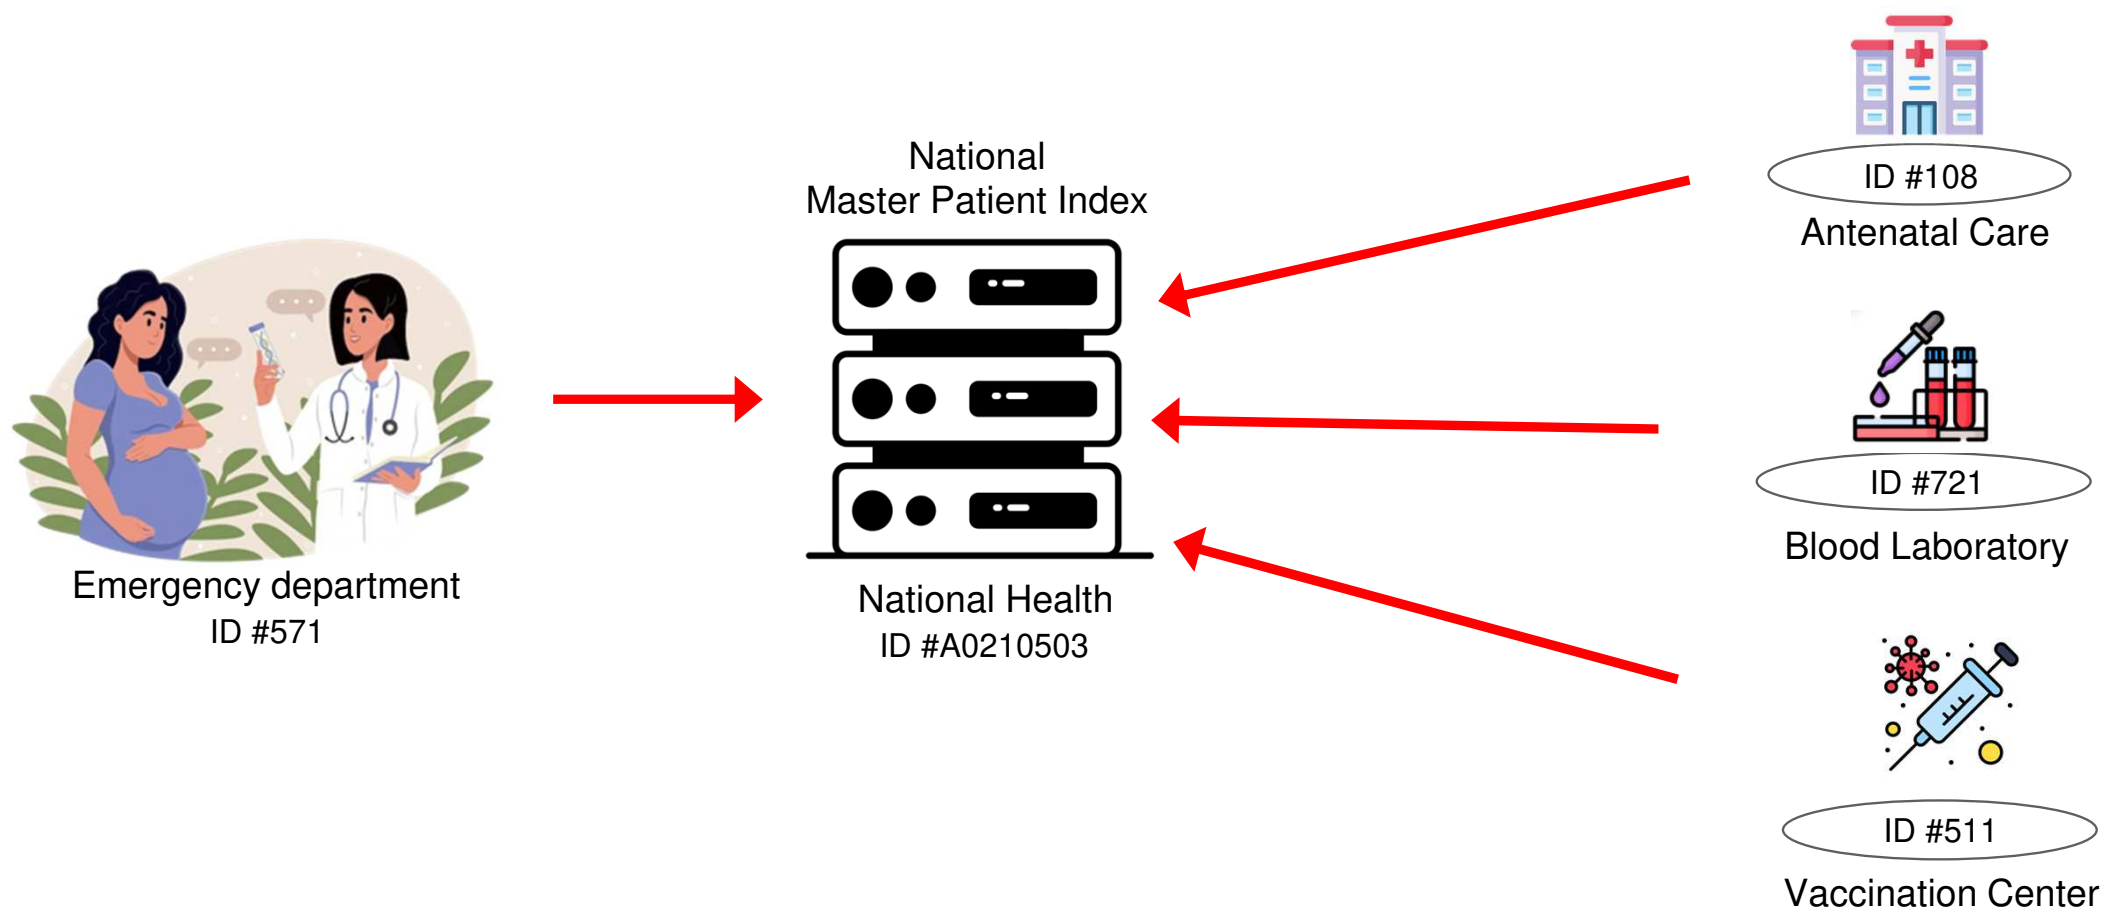 National
Master Patient Index
Emergency department
ID #571
National Health
ID #A0210503
ID #108
Antenatal Care
ID #721
Blood Laboratory
ID #511
Vaccination Center